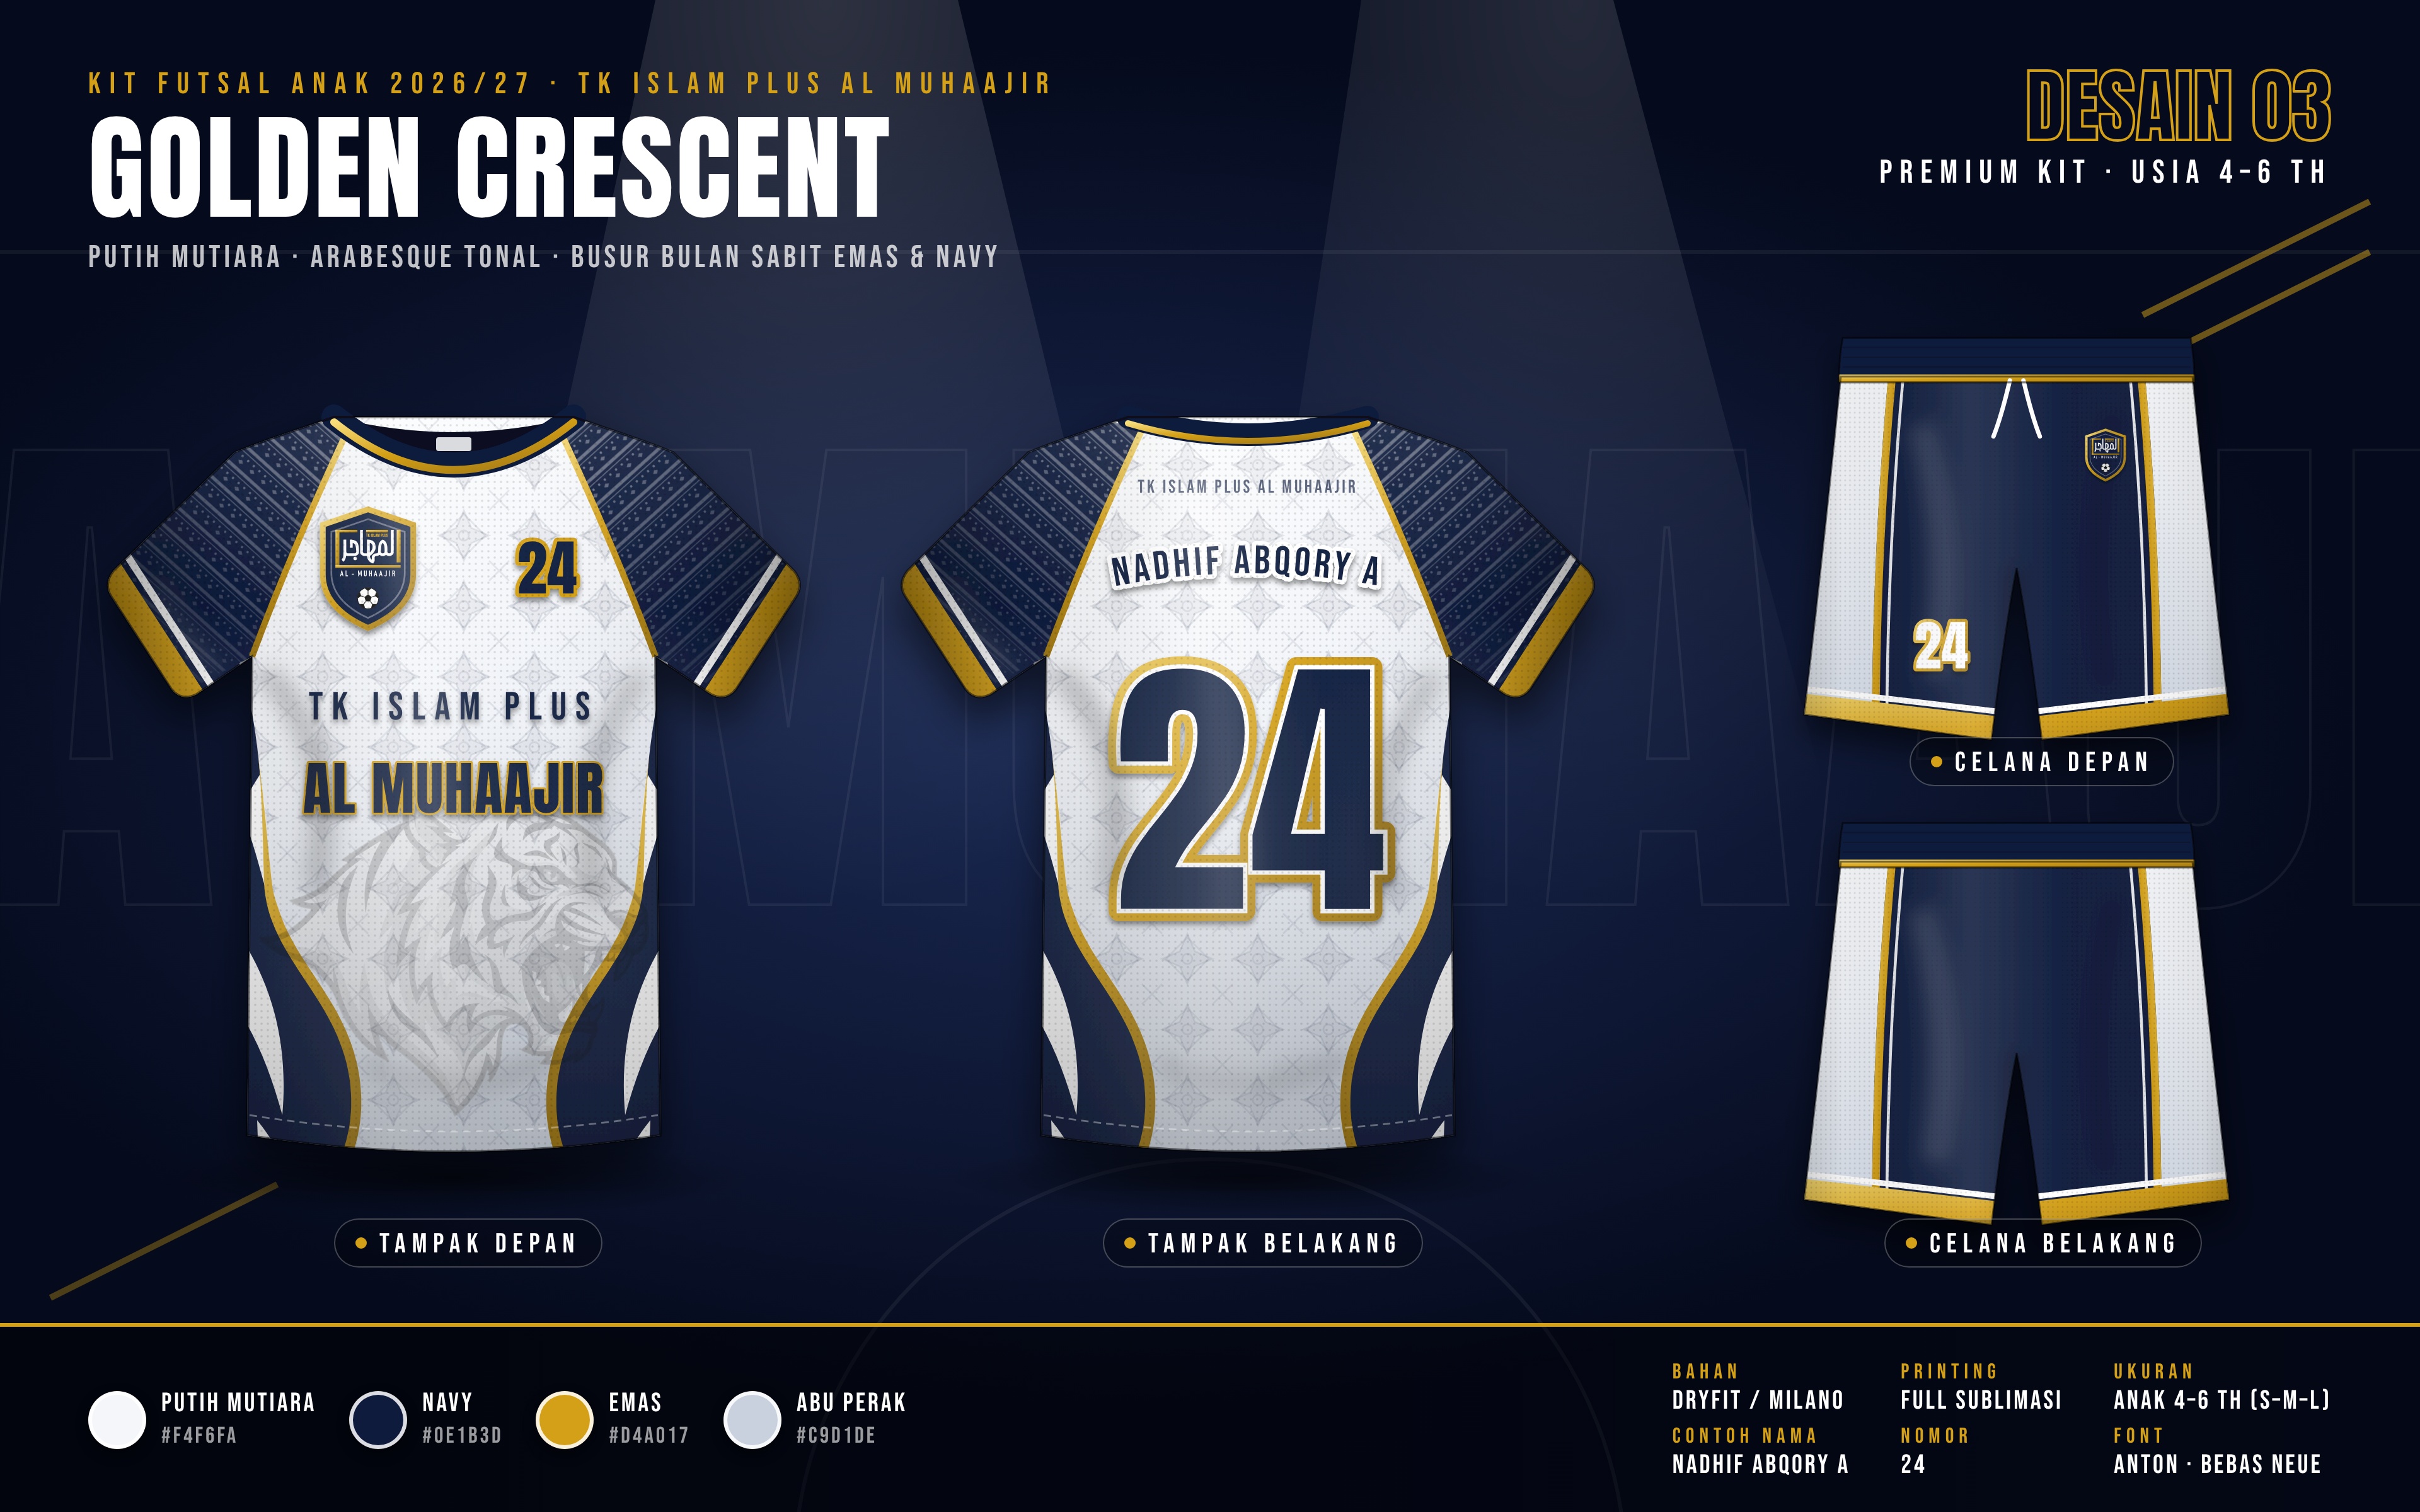 KIT FUTSAL ANAK 2026/27 · TK ISLAM PLUS AL MUHAAJIR
GOLDEN CRESCENT
PUTIH MUTIARA · ARABESQUE TONAL · BUSUR BULAN SABIT EMAS & NAVY
DESAIN 03
PREMIUM KIT · USIA 4-6 TH
المهاجر
AL - MUHAAJIR
24
TK ISLAM PLUS
AL MUHAAJIR
TAMPAK DEPAN
TK ISLAM PLUS AL MUHAAJIR
NADHIF ABQORY A
24
TAMPAK BELAKANG
المهاجر
AL - MUHAAJIR
24
CELANA DEPAN
CELANA BELAKANG
PUTIH MUTIARA
#F4F6FA
NAVY
#0E1B3D
EMAS
#D4A017
ABU PERAK
#C9D1DE
BAHAN
DRYFIT / MILANO
PRINTING
FULL SUBLIMASI
UKURAN
ANAK 4-6 TH (S-M-L)
CONTOH NAMA
NADHIF ABQORY A
NOMOR
24
FONT
ANTON · BEBAS NEUE